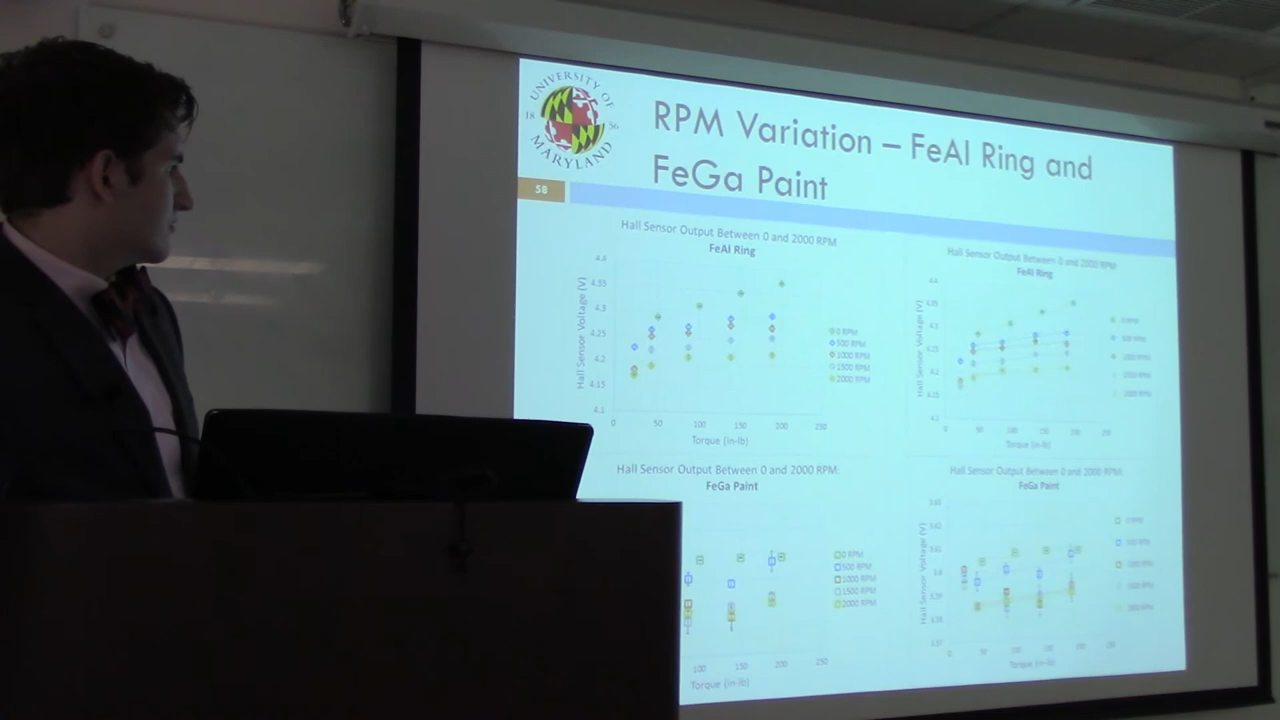 UNIVERSITY OF
18 56
MARYLAND
RPM Variation – FeAl Ring and
FeGa Paint
58
Hall Sensor Output Between 0 and 2000 RPM
FeAl Ring
Hall Sensor Voltage (V)
4.4
4.35
4.3
4.25
4.2
4.15
4.1
0 50 100 150 200 250
Torque (in-lb)
0 RPM
500 RPM
1000 RPM
1500 RPM
2000 RPM
Hall Sensor Output Between 0 and 2000 RPM:
FeAl Ring
Hall Sensor Voltage (V)
Torque (in-lb)
Hall Sensor Output Between 0 and 2000 RPM:
FeGa Paint
100 150 200 250
Torque (in-lb)
0 RPM
500 RPM
1000 RPM
1500 RPM
2000 RPM
Hall Sensor Output Between 0 and 2000 RPM:
FeGa Paint
Hall Sensor Voltage (V)
Torque (in-lb)
0 RPM